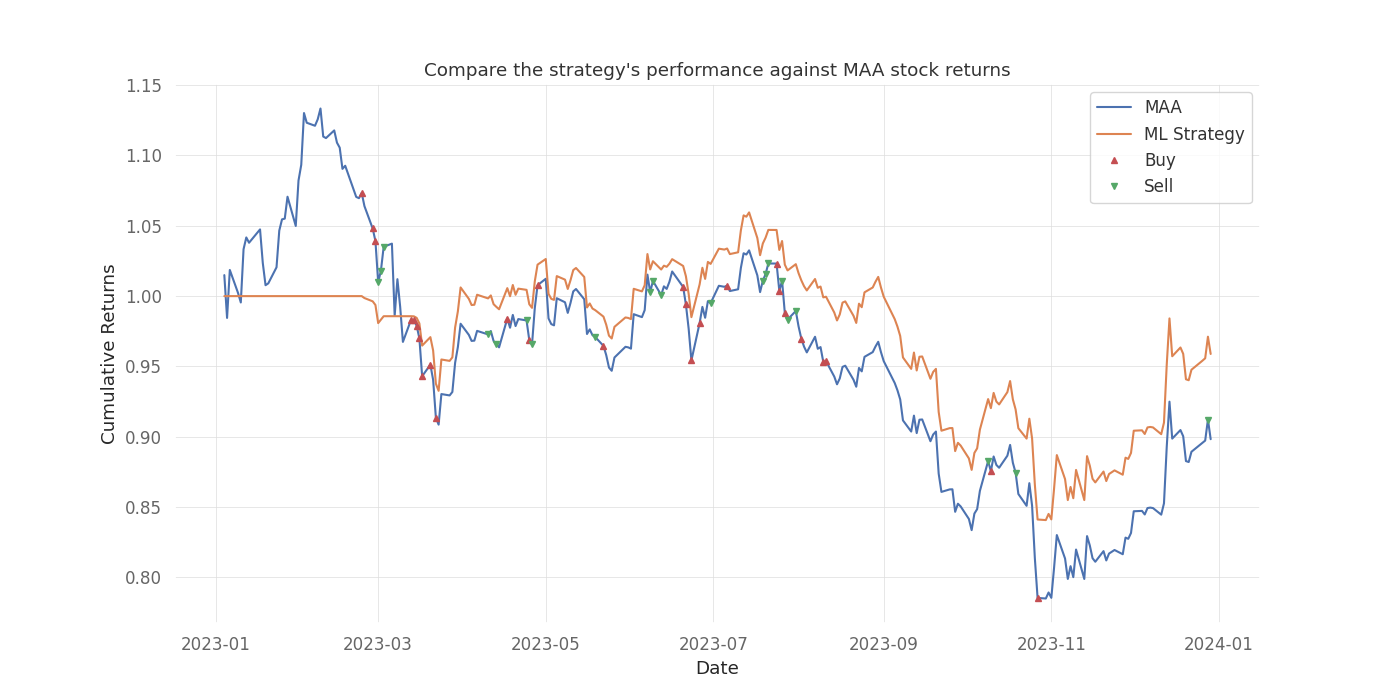 Compare the strategy's performance against MAA stock returns
MAA
ML Strategy
Buy
Sell
Cumulative Returns
1.15
1.10
1.05
1.00
0.95
0.90
0.85
0.80
2023-01
2023-03
2023-05
2023-07
2023-09
2023-11
2024-01
Date